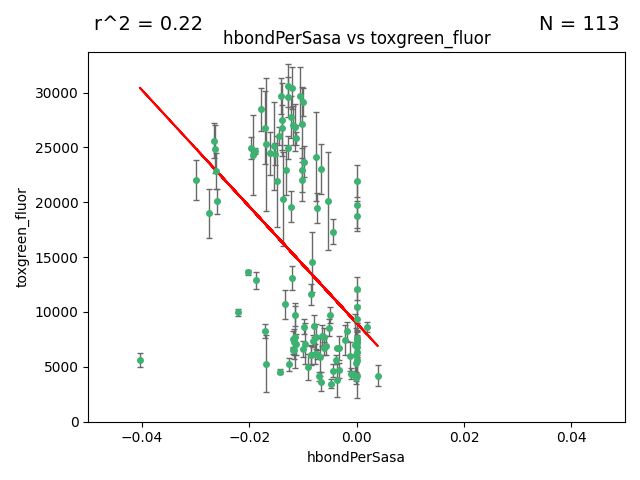 r^2 = 0.22
N = 113
hbondPerSasa vs toxgreen_fluor
30000
25000
20000
15000
10000
5000
0
toxgreen_fluor
−0.04
−0.02
0.00
0.02
0.04
hbondPerSasa